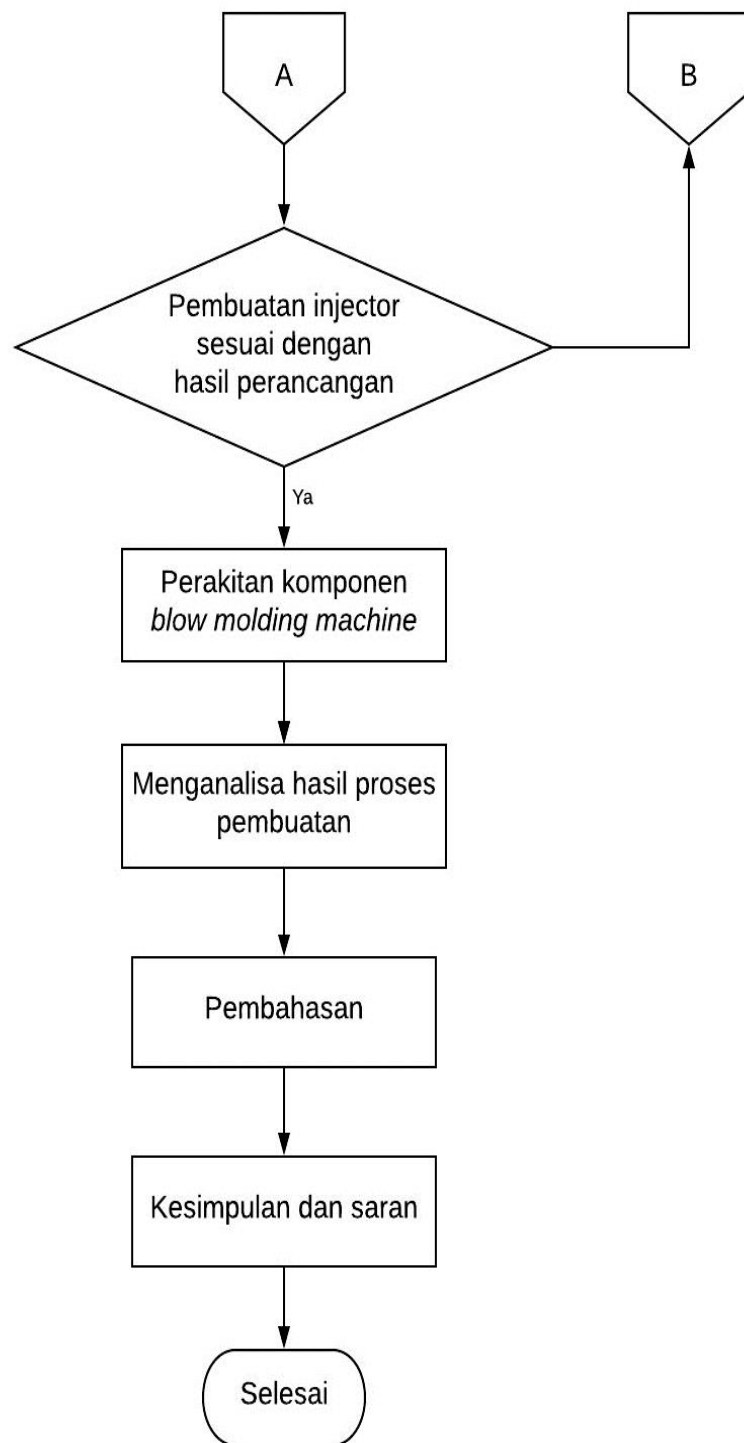 A
B
Pembuatan injector
sesuai dengan
hasil perancangan
Ya
Perakitan komponen
blow molding machine
Menganalisa hasil proses
pembuatan
Pembahasan
Kesimpulan dan saran
Selesai